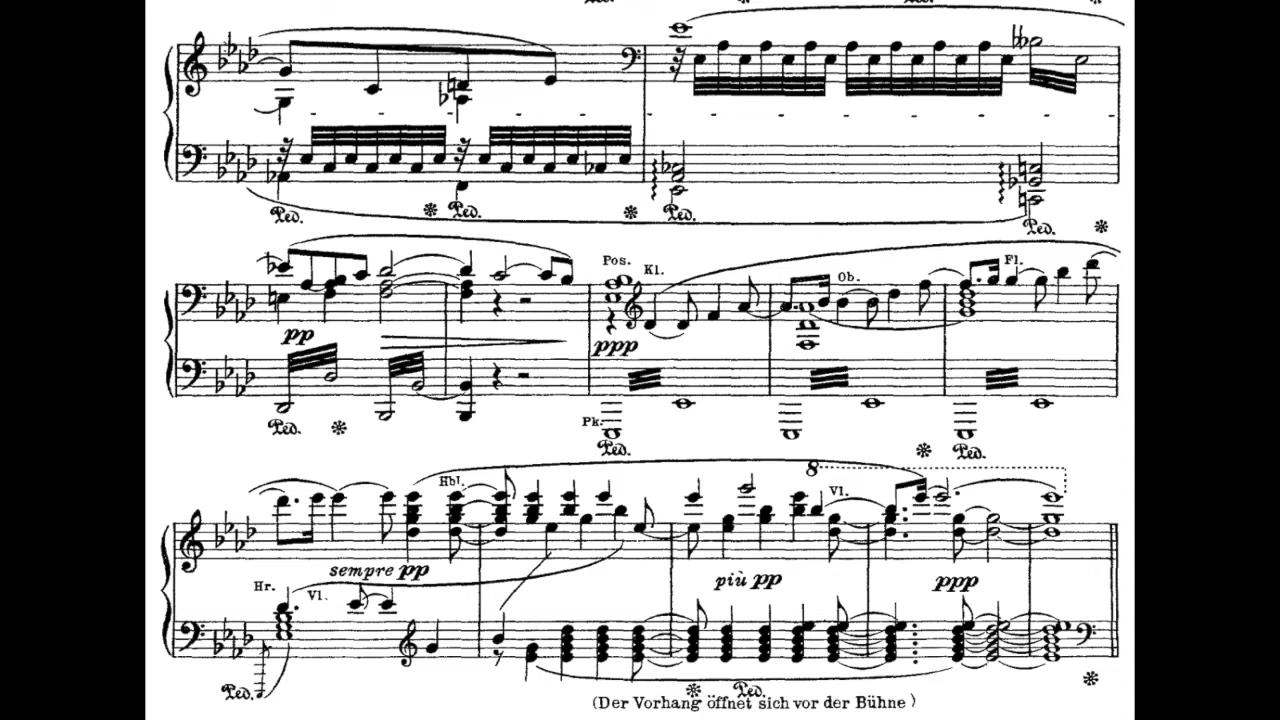 Ped. * Ped. * Ped. Ped. *
pp
Pos.
Kl.
Ob.
Fl.
ppp
Pk.
Ped. * Ped. * Ped.
Hbl.
8
Vl.
sempre pp
più pp
ppp
Hr.
Vl.
Ped. * Ped. *
(Der Vorhang öffnet sich vor der Bühne)